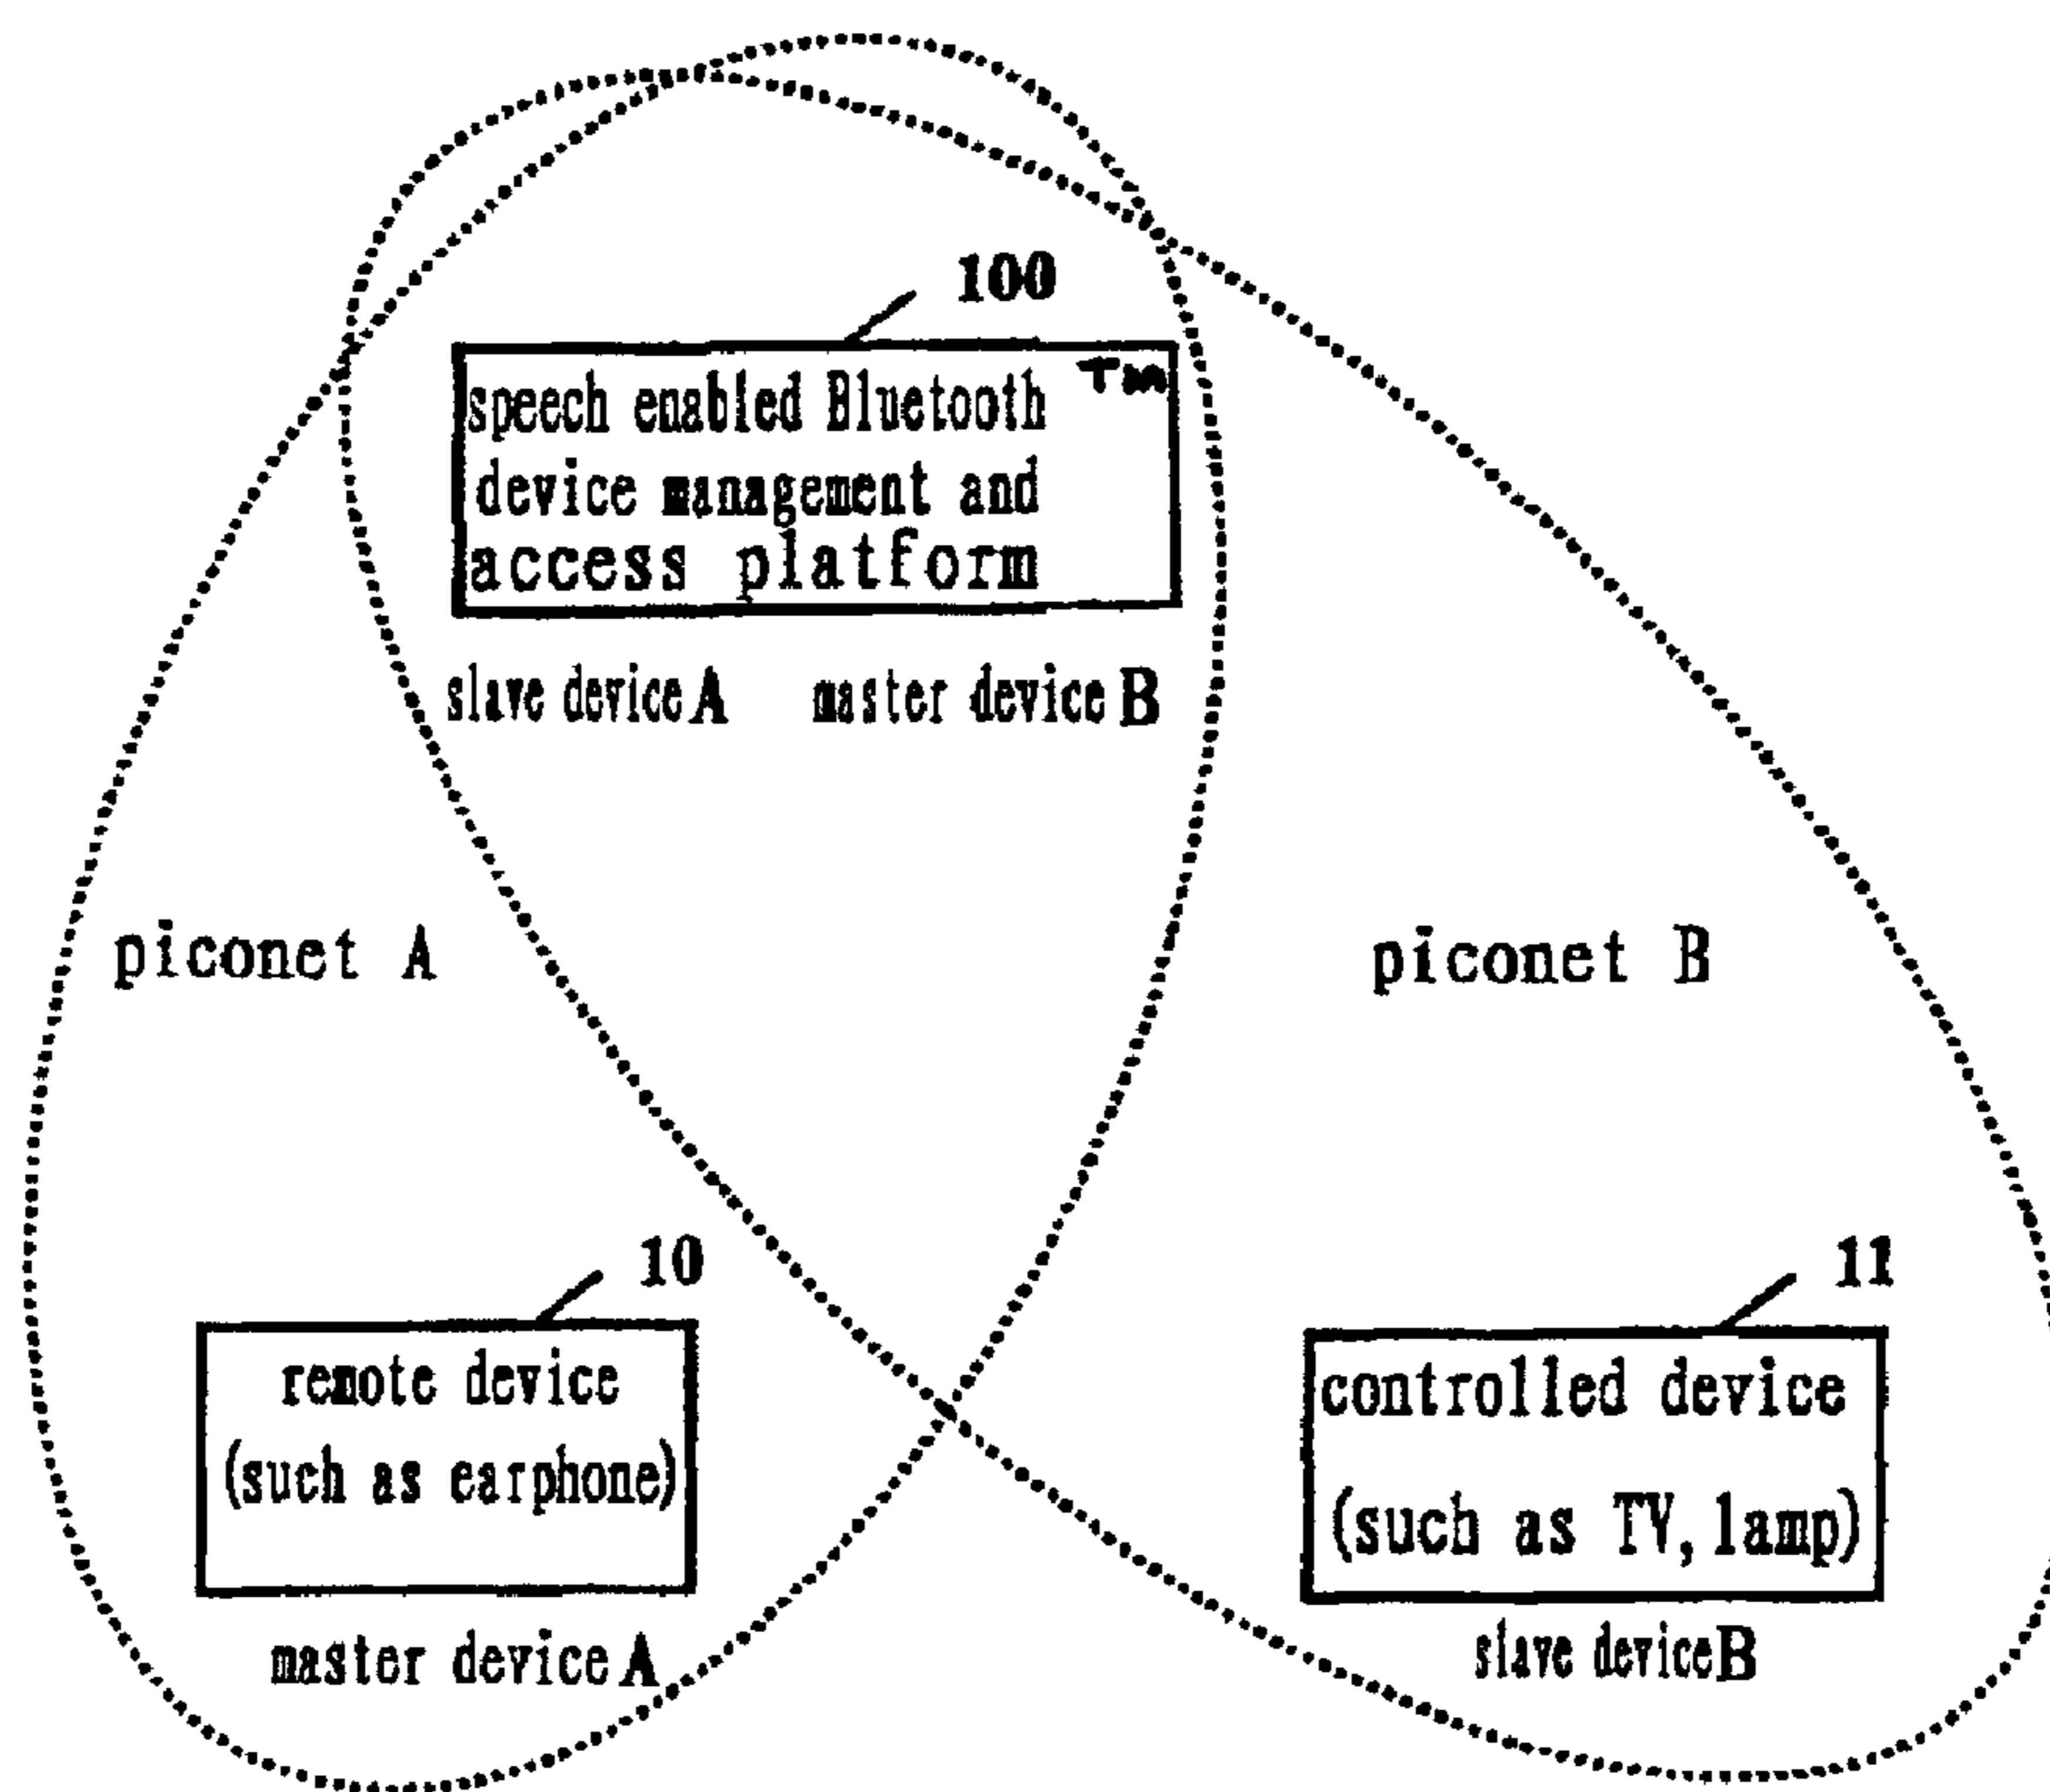 100
speech enabled Bluetooth TM
device management and
access platform
slave device A master device B
piconet A piconet B
10
remote device
(such as earphone)
master device A
11
controlled device
(such as TV, lamp)
slave device B